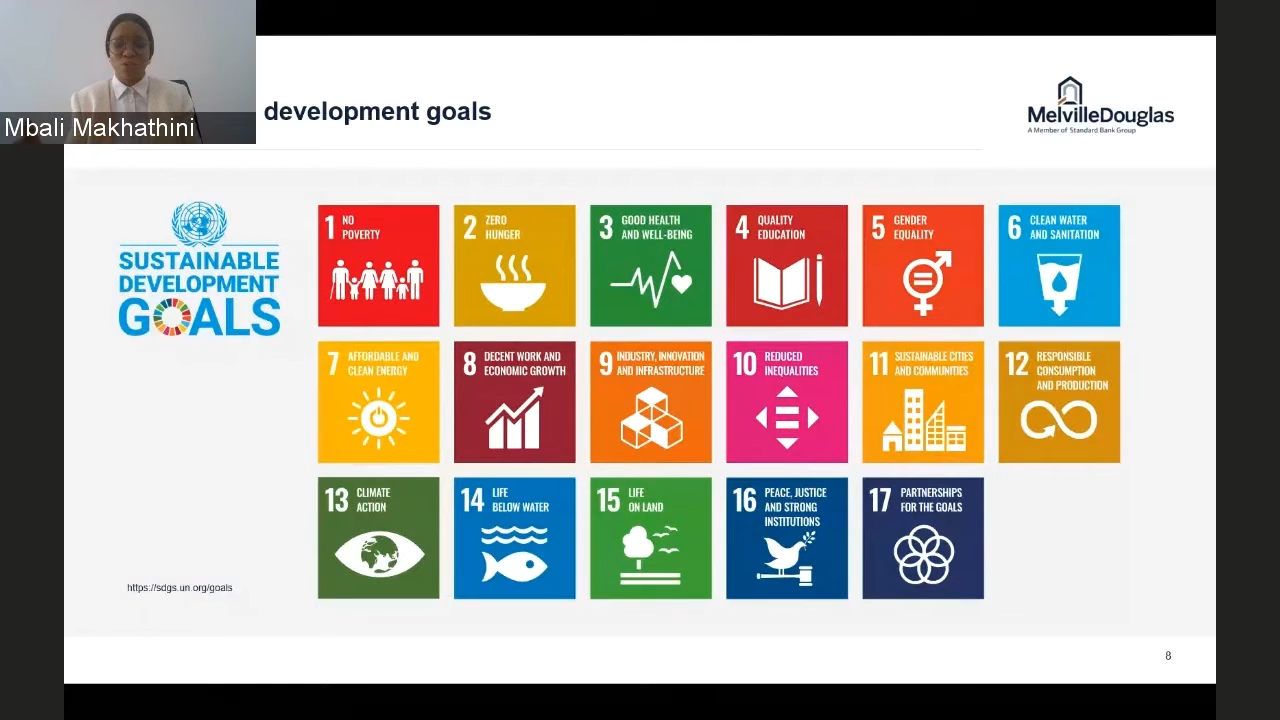 Mbali Makhathini
development goals
MelvilleDouglas
A Member of Standard Bank Group
SUSTAINABLE
DEVELOPMENT
GOALS
1 NO
POVERTY
2 ZERO
HUNGER
3 GOOD HEALTH
AND WELL-BEING
4 QUALITY
EDUCATION
5 GENDER
EQUALITY
6 CLEAN WATER
AND SANITATION
7 AFFORDABLE AND
CLEAN ENERGY
8 DECENT WORK AND
ECONOMIC GROWTH
9 INDUSTRY, INNOVATION
AND INFRASTRUCTURE
10 REDUCED
INEQUALITIES
11 SUSTAINABLE CITIES
AND COMMUNITIES
12 RESPONSIBLE
CONSUMPTION
AND PRODUCTION
13 CLIMATE
ACTION
14 LIFE
BELOW WATER
15 LIFE
ON LAND
16 PEACE, JUSTICE
AND STRONG
INSTITUTIONS
17 PARTNERSHIPS
FOR THE GOALS
https://sdgs.un.org/goals
8